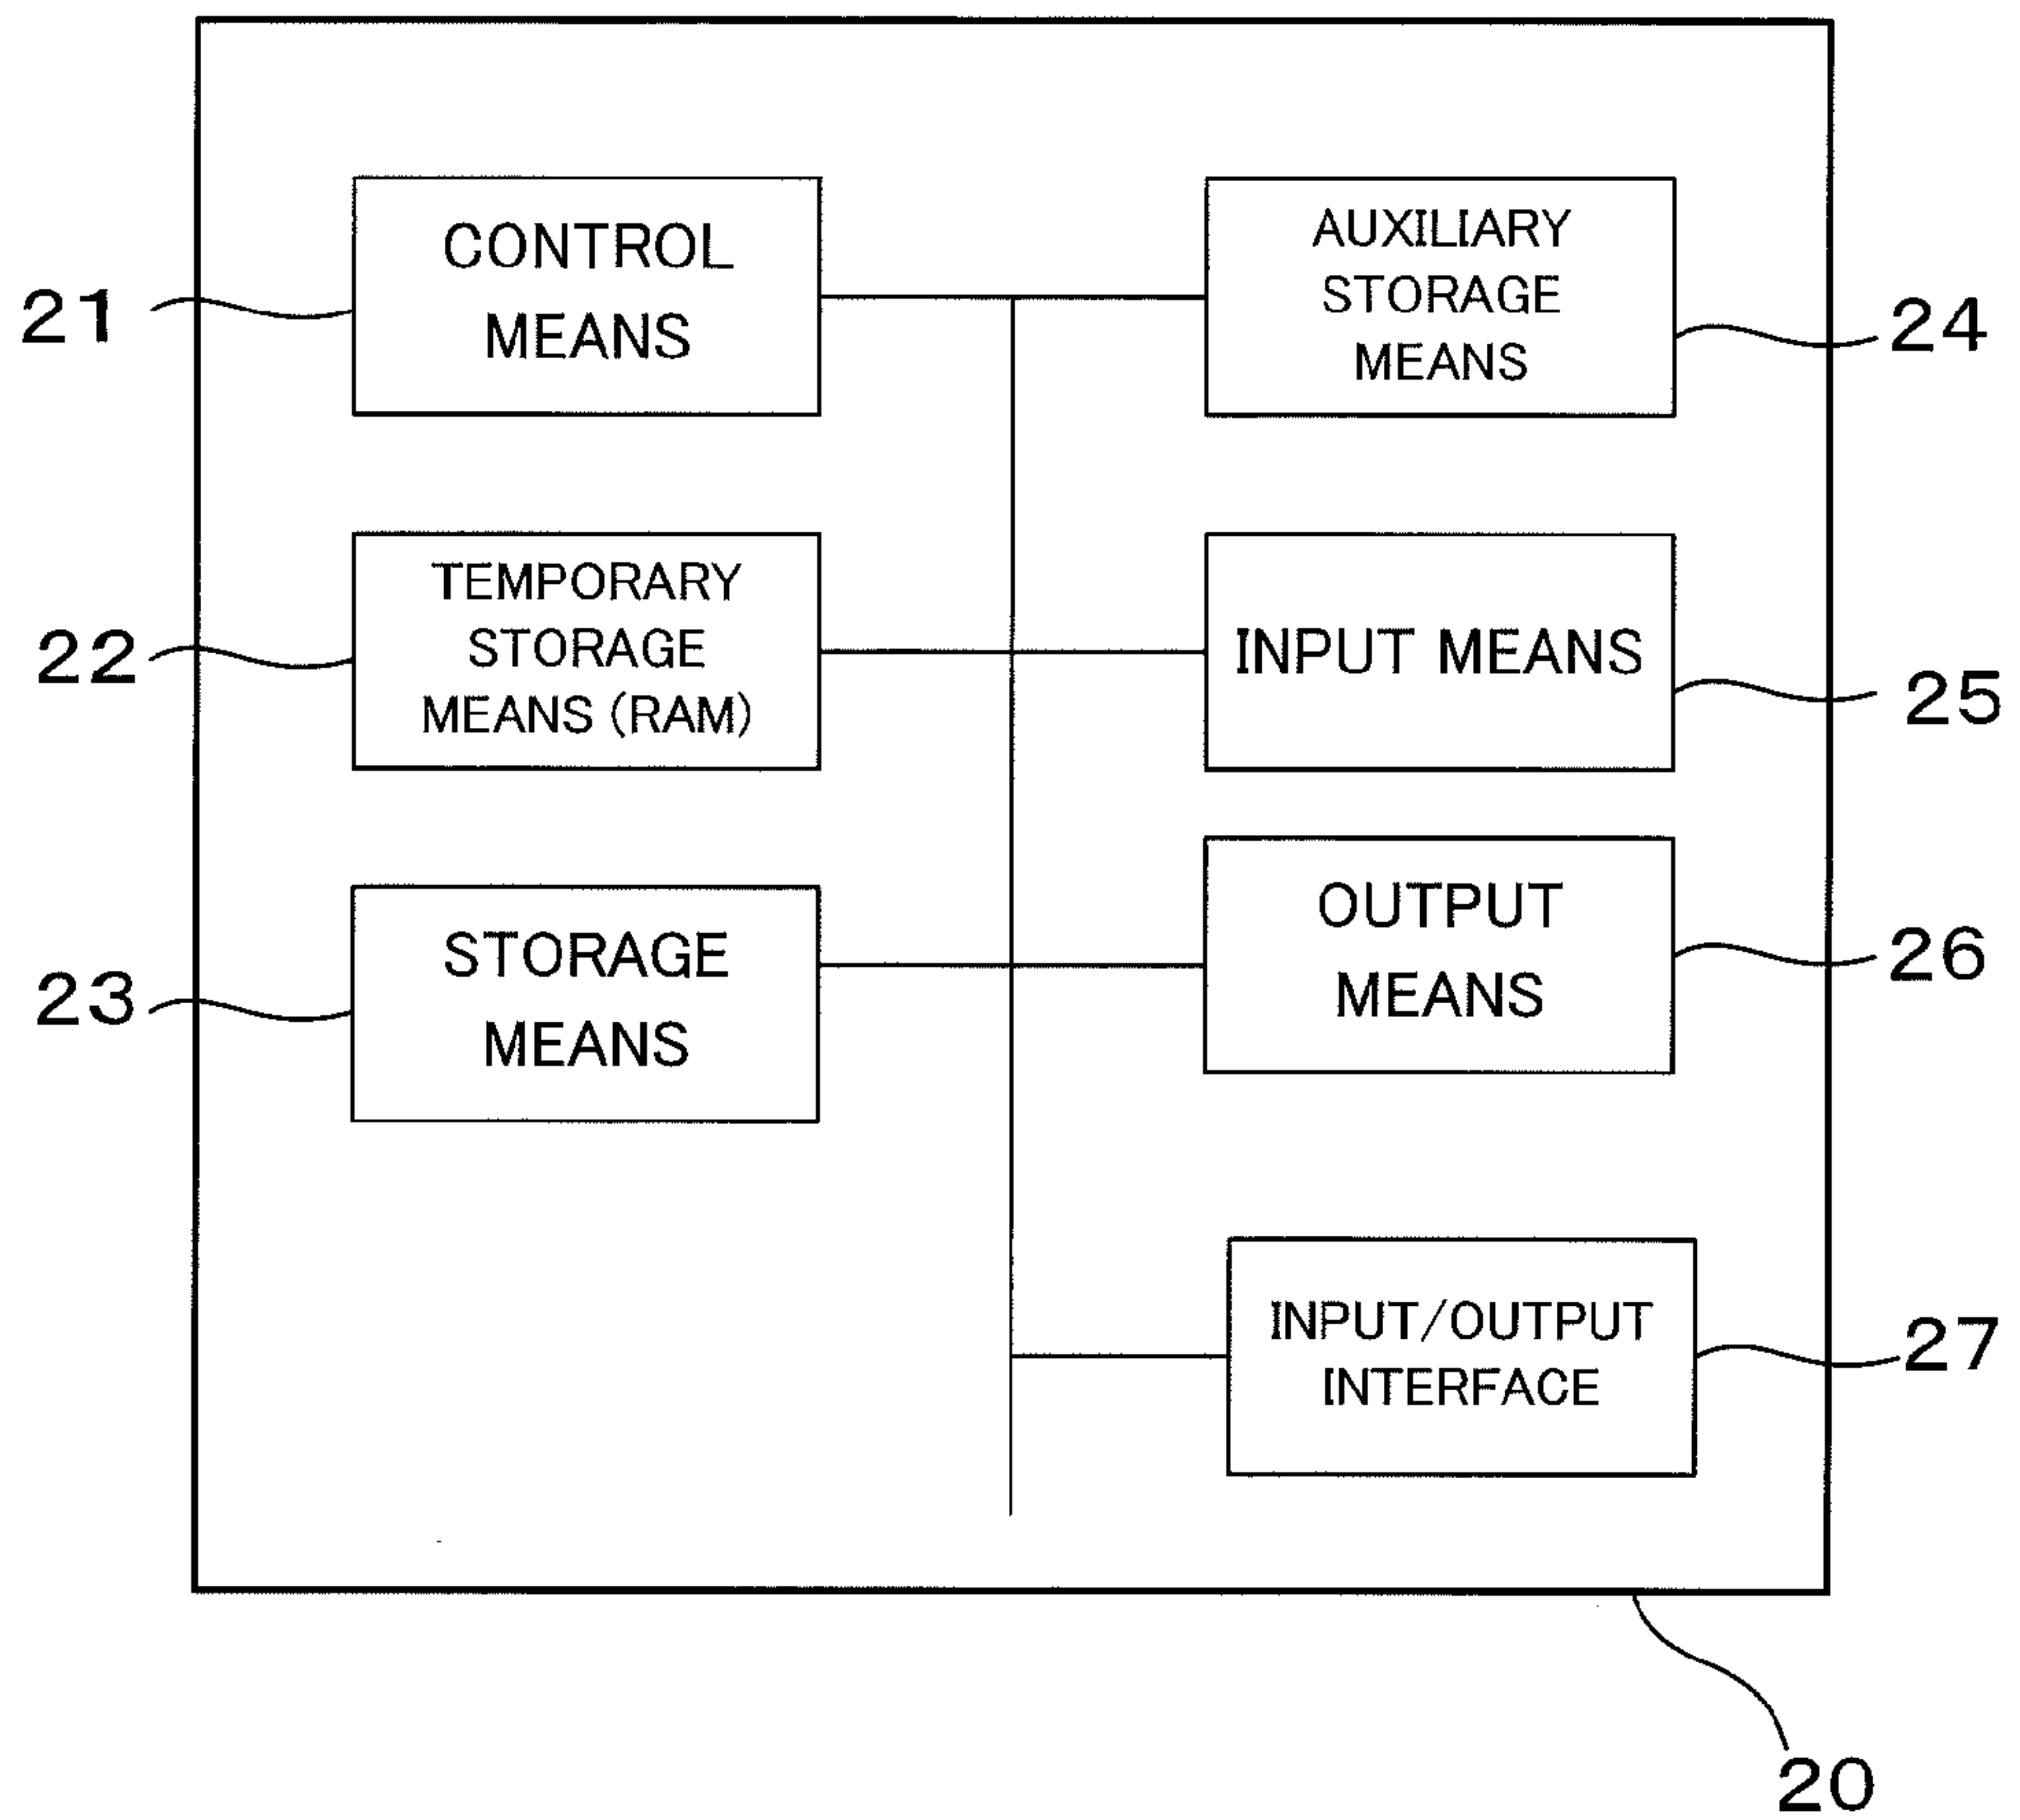 21
CONTROL
MEANS
AUXILIARY
STORAGE
MEANS
24
22
TEMPORARY
STORAGE
MEANS (RAM)
INPUT MEANS
25
23
STORAGE
MEANS
OUTPUT
MEANS
26
INPUT/OUTPUT
INTERFACE
27
20